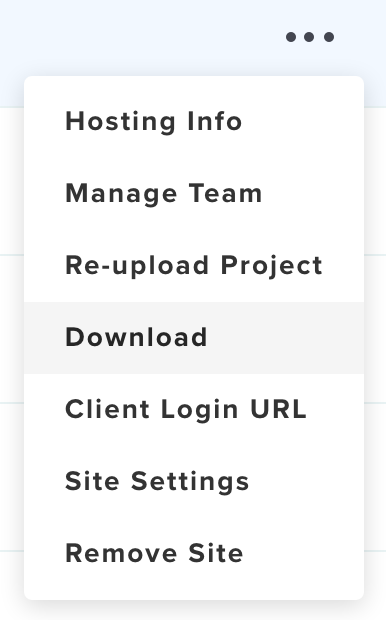 Hosting Info
Manage Team
Re-upload Project
Download
Client Login URL
Site Settings
Remove Site